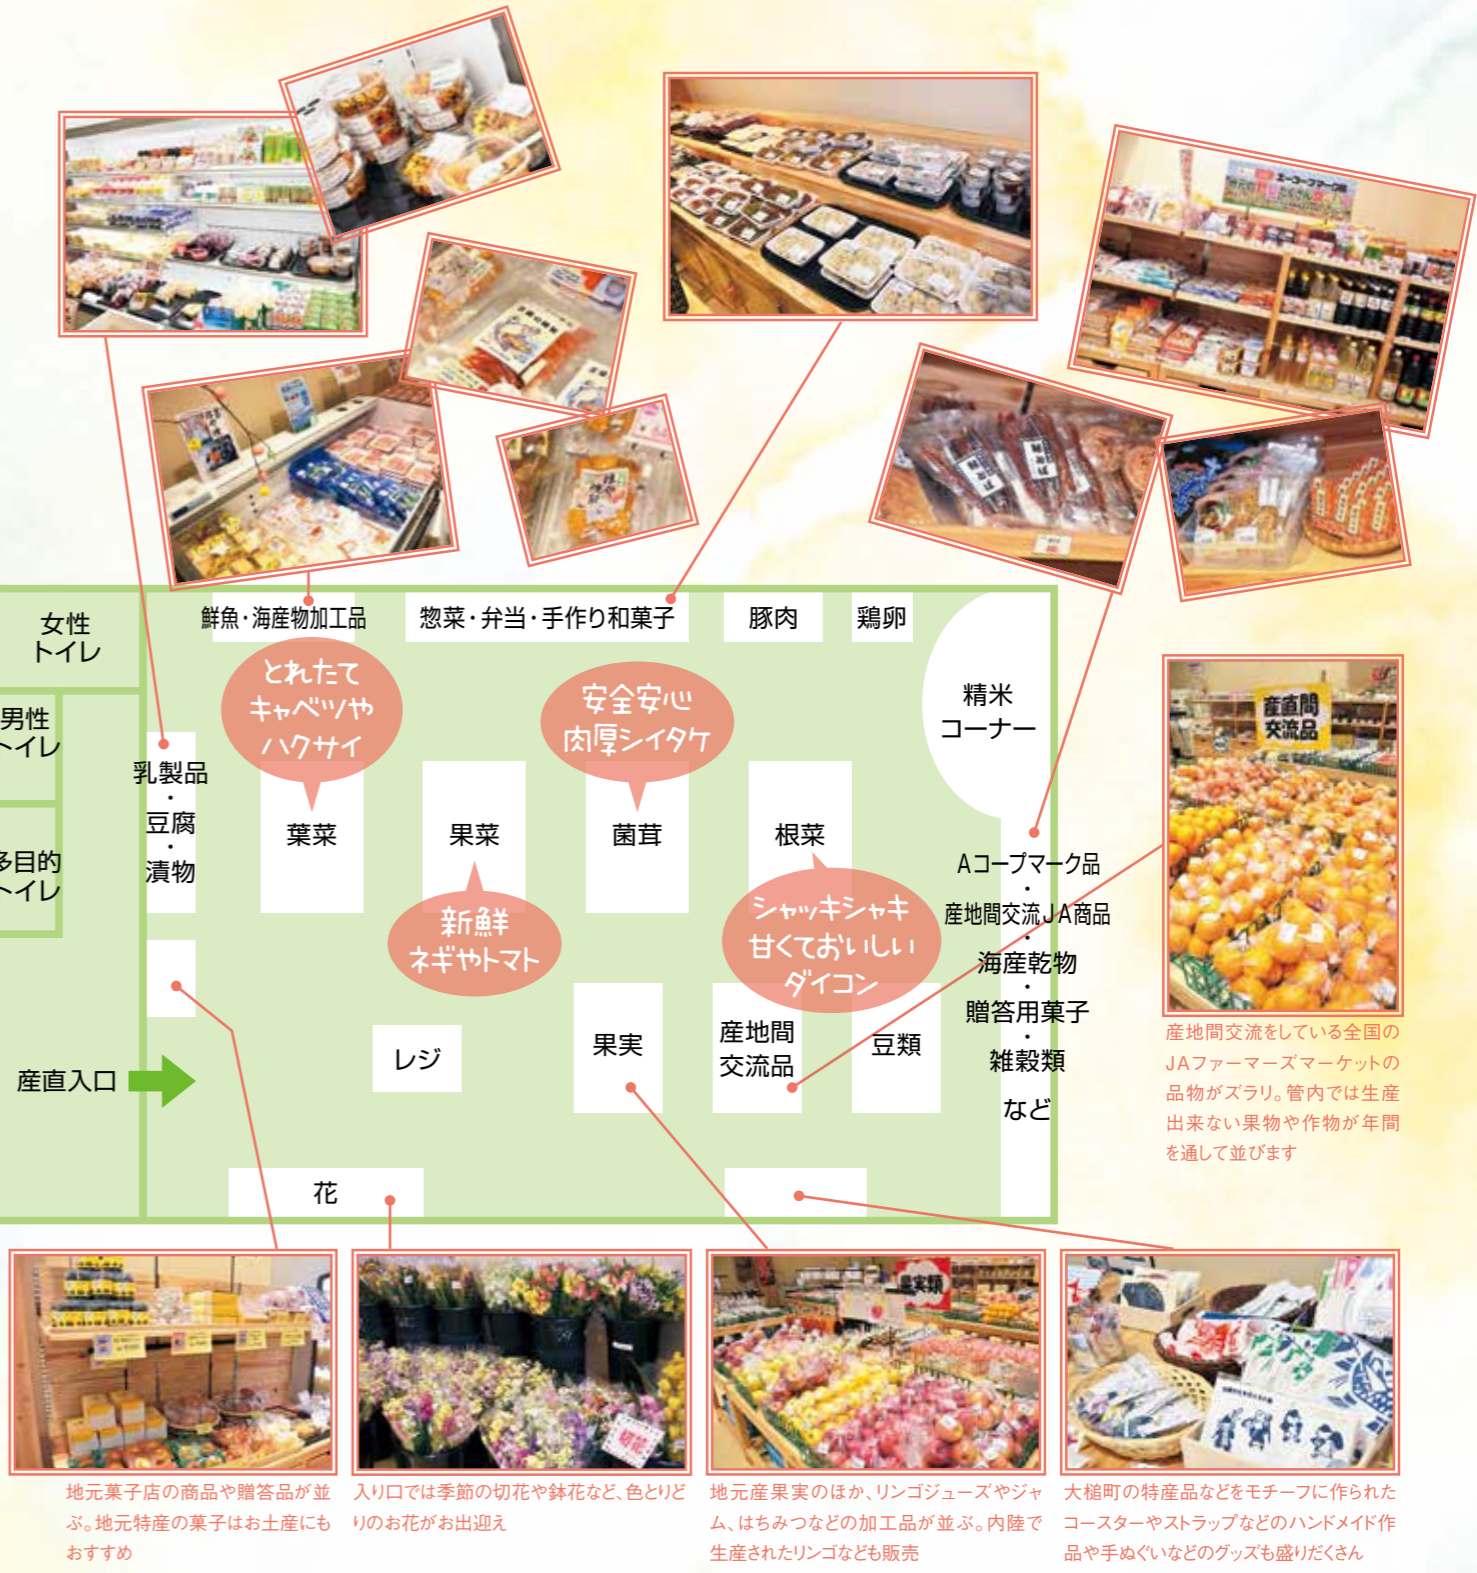 エーコープマーク品
女性
トイレ
男性
トイレ
多目的
トイレ
産直入口
鮮魚・海産物加工品
惣菜・弁当・手作り和菓子
豚肉
鶏卵
精米
コーナー
とれたて
キャベツや
ハクサイ
安全安心
肉厚シイタケ
乳製品
・
豆腐
・
漬物
葉菜
果菜
菌茸
根菜
新鮮
ネギやトマト
シャッキシャキ
甘くておいしい
ダイコン
Aコープマーク品
・
産地間交流JA商品
・
海産乾物
・
贈答用菓子
・
雑穀類
など
レジ
果実
産地間
交流品
豆類
花
産直間
交流品
産地間交流をしている全国の
JAファーマーズマーケットの
品物がズラリ。管内では生産
出来ない果物や作物が年間
を通して並びます
地元菓子店の商品や贈答品が並
ぶ。地元特産の菓子はお土産にも
おすすめ
切花
入り口では季節の切花や鉢花など、色とりど
りのお花がお出迎え
果実類
地元産果実のほか、リンゴジュースやジャ
ム、はちみつなどの加工品が並ぶ。内陸で
生産されたリンゴなども販売
大槌町の特産品などをモチーフに作られた
コースターやストラップなどのハンドメイド作
品や手ぬぐいなどのグッズも盛りだくさん